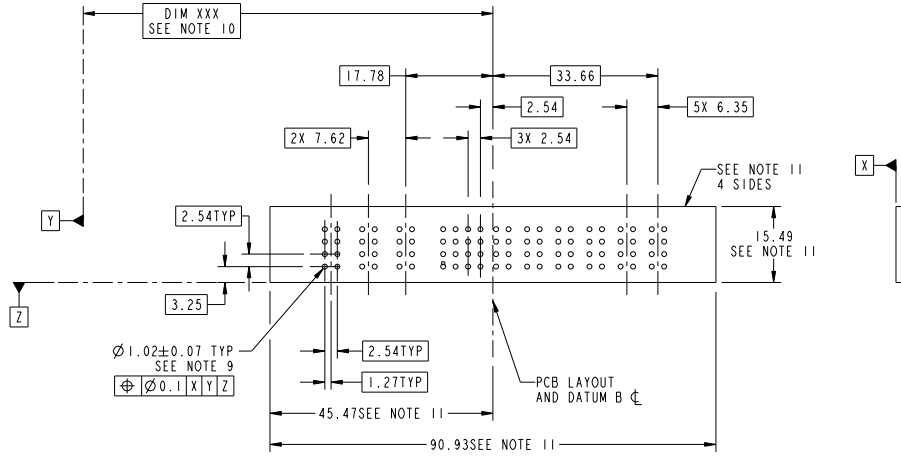 DIM XXX
SEE NOTE 10
17.78
33.66
2.54
5X 6.35
2X 7.62
3X 2.54
SEE NOTE 11
4 SIDES
X
Y
2.54TYP
15.49
SEE NOTE 11
Z
3.25
Ø1.02±0.07 TYP
SEE NOTE 9
⌖ Ø0.1 X Y Z
2.54TYP
1.27TYP
PCB LAYOUT
AND DATUM B ℄
45.47SEE NOTE 11
90.93SEE NOTE 11